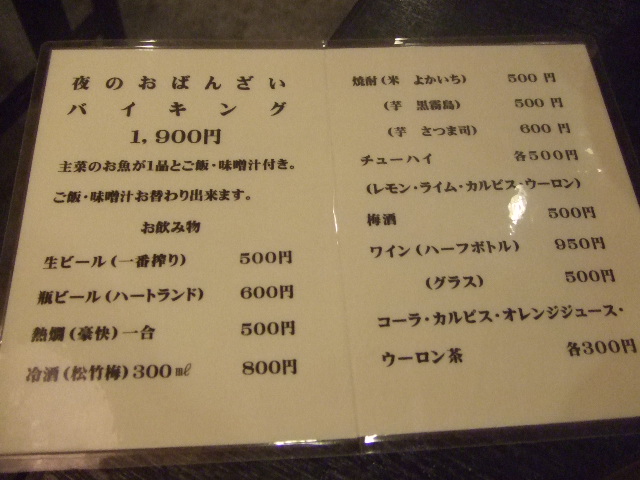 夜のおばんざい
バイキング
1,900円
主菜のお魚が1品とご飯・味噌汁付き。
ご飯・味噌汁お替わり出来ます。
お飲み物
生ビール(一番搾り) 500円
瓶ビール(ハートランド) 600円
熱燗(豪快)一合 500円
冷酒(松竹梅)300㎖ 800円
焼酎(米 よかいち) 500円
(芋 黒霧島) 500円
(芋 さつま司) 600円
チューハイ 各500円
(レモン・ライム・カルピス・ウーロン)
梅酒 500円
ワイン(ハーフボトル) 950円
(グラス) 500円
コーラ・カルピス・オレンジジュース・
ウーロン茶 各300円